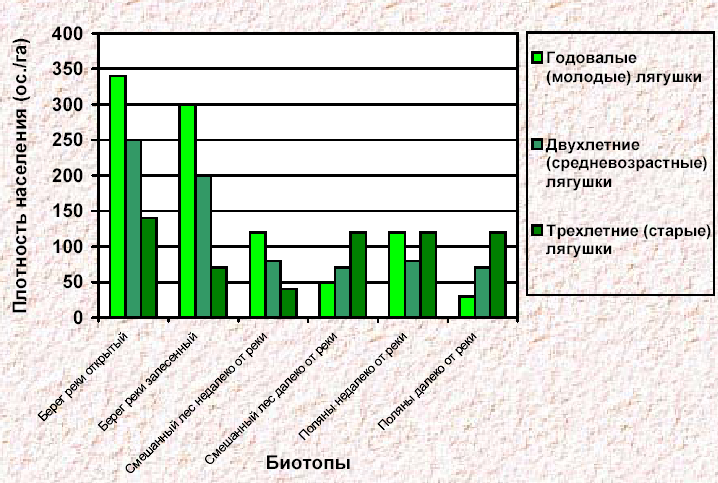 Плотность населения (ос./га)
400
350
300
250
200
150
100
50
0
Берег реки открытый
Берег реки залесенный
Смешанный лес недалеко от реки
Смешанный лес далеко от реки
Поляны недалеко от реки
Поляны далеко от реки
Биотопы
Годовалые
(молодые) лягушки
Двухлетние
(средневозрастные)
лягушки
Трехлетние (старые)
лягушки